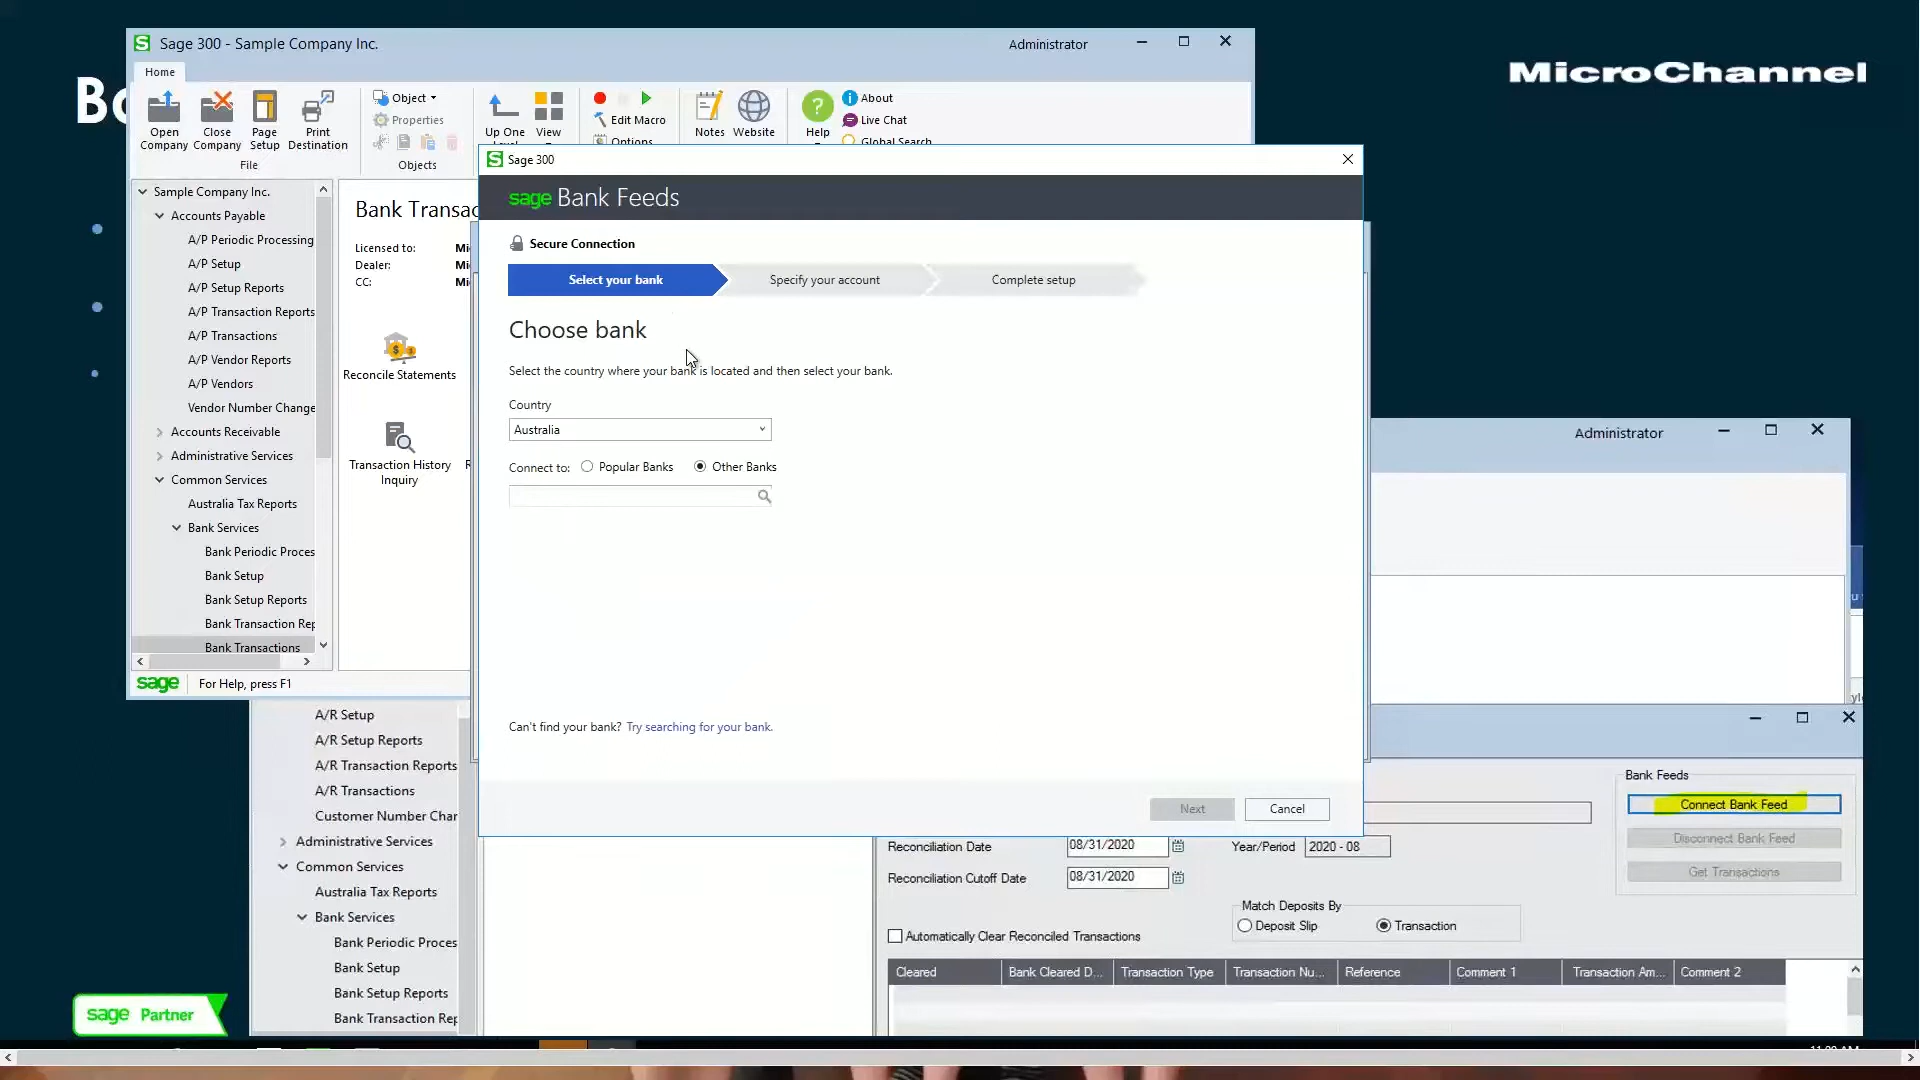 Sage 300 - Sample Company Inc.
Administrator
MicroChannel
Home
Open Company
Close Company
Page Setup
Print Destination
File
Object
Properties
Objects
Up One
View
Edit Macro
Options
Notes
Website
Help
About
Live Chat
Global Search
Sample Company Inc.
Accounts Payable
A/P Periodic Processing
A/P Setup
A/P Setup Reports
A/P Transaction Reports
A/P Transactions
A/P Vendor Reports
A/P Vendors
Vendor Number Change
Accounts Receivable
Administrative Services
Common Services
Australia Tax Reports
Bank Services
Bank Periodic Proces
Bank Setup
Bank Setup Reports
Bank Transaction Rep
Bank Transactions
sage
For Help, press F1
Bank Transac
Licensed to: Mi
Dealer: Mi
CC: Mi
Reconcile Statements
Transaction History Inquiry
Sage 300
sage Bank Feeds
Secure Connection
Select your bank
Specify your account
Complete setup
Choose bank
Select the country where your bank is located and then select your bank.
Country
Australia
Connect to: Popular Banks Other Banks
Can't find your bank? Try searching for your bank.
Next
Cancel
Administrator
A/R Setup
A/R Setup Reports
A/R Transaction Reports
A/R Transactions
Customer Number Char
Administrative Services
Common Services
Australia Tax Reports
Bank Services
Bank Periodic Proces
Bank Setup
Bank Setup Reports
Bank Transaction Rep
Bank Feeds
Connect Bank Feed
Disconnect Bank Feed
Get Transactions
Reconciliation Date 08/31/2020
Year/Period 2020 - 08
Reconciliation Cutoff Date 08/31/2020
Match Deposits By
Deposit Slip
Transaction
Automatically Clear Reconciled Transactions
Cleared
Bank Cleared D...
Transaction Type
Transaction Nu...
Reference
Comment 1
Transaction Am...
Comment 2
sage Partner